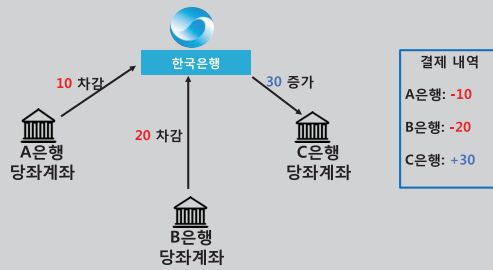 한국은행
10 차감
30 증가
20 차감
A은행
당좌계좌
C은행
당좌계좌
B은행
당좌계좌
결제 내역
A은행: -10
B은행: -20
C은행: +30